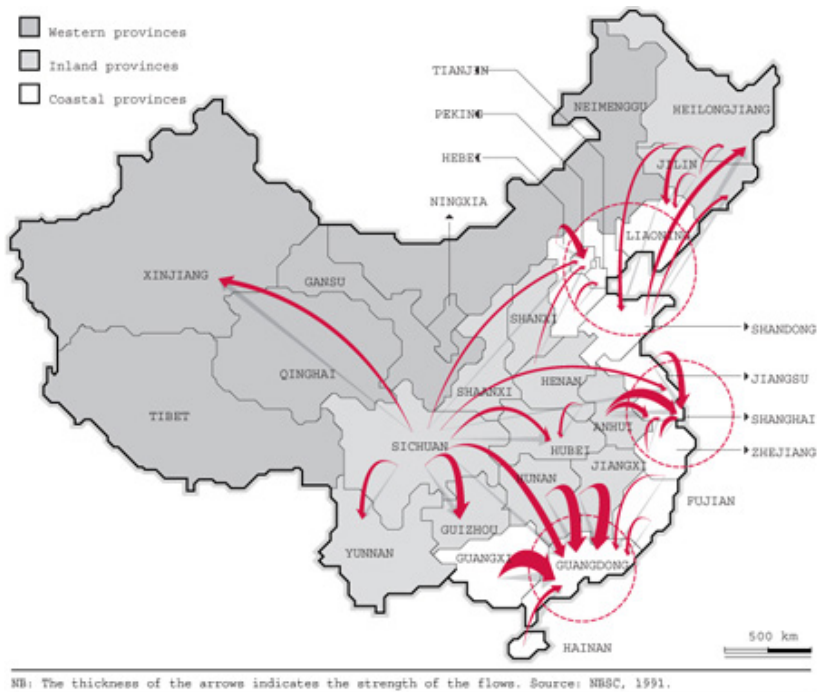 Western provinces
Inland provinces
Coastal provinces
TIANJIN
PEKING
HEBEI
NINGXIA
NEIMENGGU
HEILONGJIANG
JILIN
LIAONING
XINJIANG
GANSU
SHANXI
SHANDONG
QINGHAI
SHAANXI
HENAN
JIANGSU
TIBET
SICHUAN
ANHUI
SHANGHAI
HUBEI
ZHEJIANG
JIANGXI
HUNAN
FUJIAN
GUIZHOU
YUNNAN
GUANGXI
GUANGDONG
HAINAN
500 km
NB: The thickness of the arrows indicates the strength of the flows. Source: NBSC, 1991.